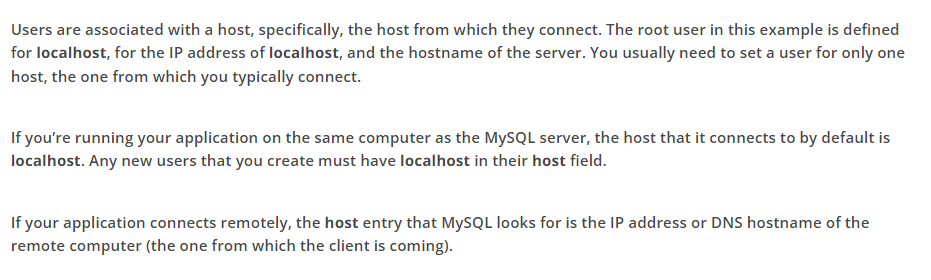 Users are associated with a host, specifically, the host from which they connect. The root user in this example is defined
for localhost, for the IP address of localhost, and the hostname of the server. You usually need to set a user for only one
host, the one from which you typically connect.
If you’re running your application on the same computer as the MySQL server, the host that it connects to by default is
localhost. Any new users that you create must have localhost in their host field.
If your application connects remotely, the host entry that MySQL looks for is the IP address or DNS hostname of the
remote computer (the one from which the client is coming).